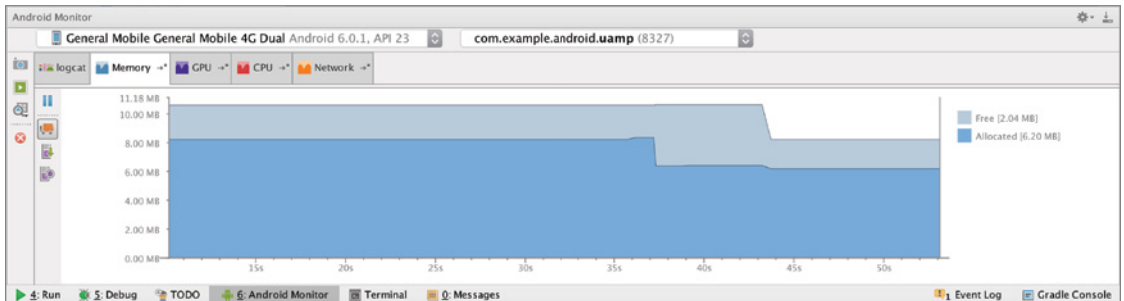 Android Monitor
General Mobile General Mobile 4G Dual Android 6.0.1, API 23
com.example.android.uamp (8327)
logcat Memory →* GPU →* CPU →* Network →*
11.18 MB
10.00 MB
8.00 MB
6.00 MB
4.00 MB
2.00 MB
0.00 MB
Free [2.04 MB]
Allocated [6.20 MB]
15s 20s 25s 30s 35s 40s 45s 50s
4: Run 5: Debug TODO 6: Android Monitor Terminal 0: Messages 1 Event Log Gradle Console